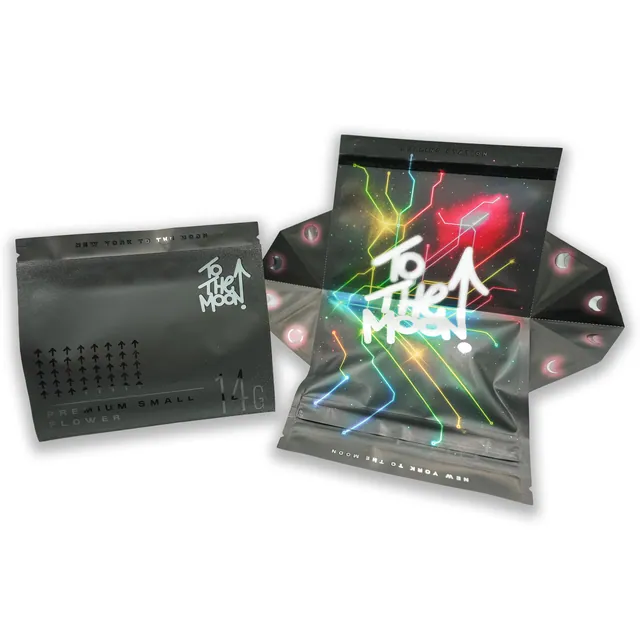 NEW YORK TO THE MOON
TO
THE
MOON!
PREMIUM SMALL
FLOWER
14G
TO
THE
MOON!
NEW YORK TO THE MOON